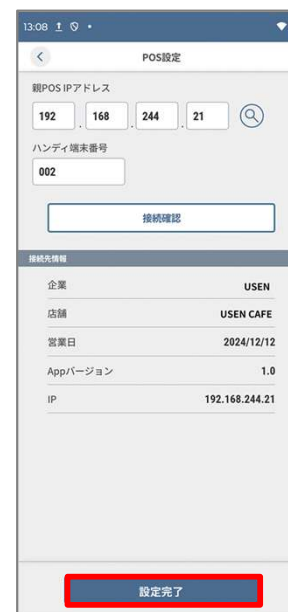 13:08
POS設定
親POS IPアドレス
192 . 168 . 244 . 21
ハンディ端末番号
002
接続確認
接続先情報
企業 USEN
店舗 USEN CAFE
営業日 2024/12/12
Appバージョン 1.0
IP 192.168.244.21
設定完了